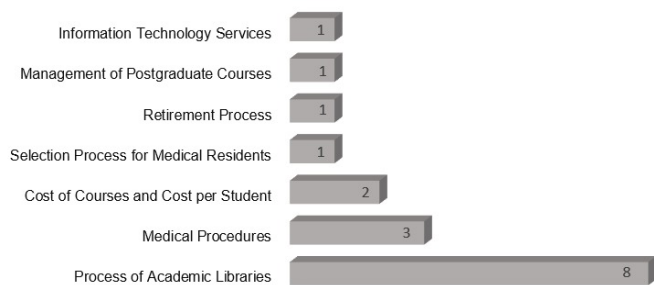 Information Technology Services 1
Management of Postgraduate Courses 1
Retirement Process 1
Selection Process for Medical Residents 1
Cost of Courses and Cost per Student 2
Medical Procedures 3
Process of Academic Libraries 8